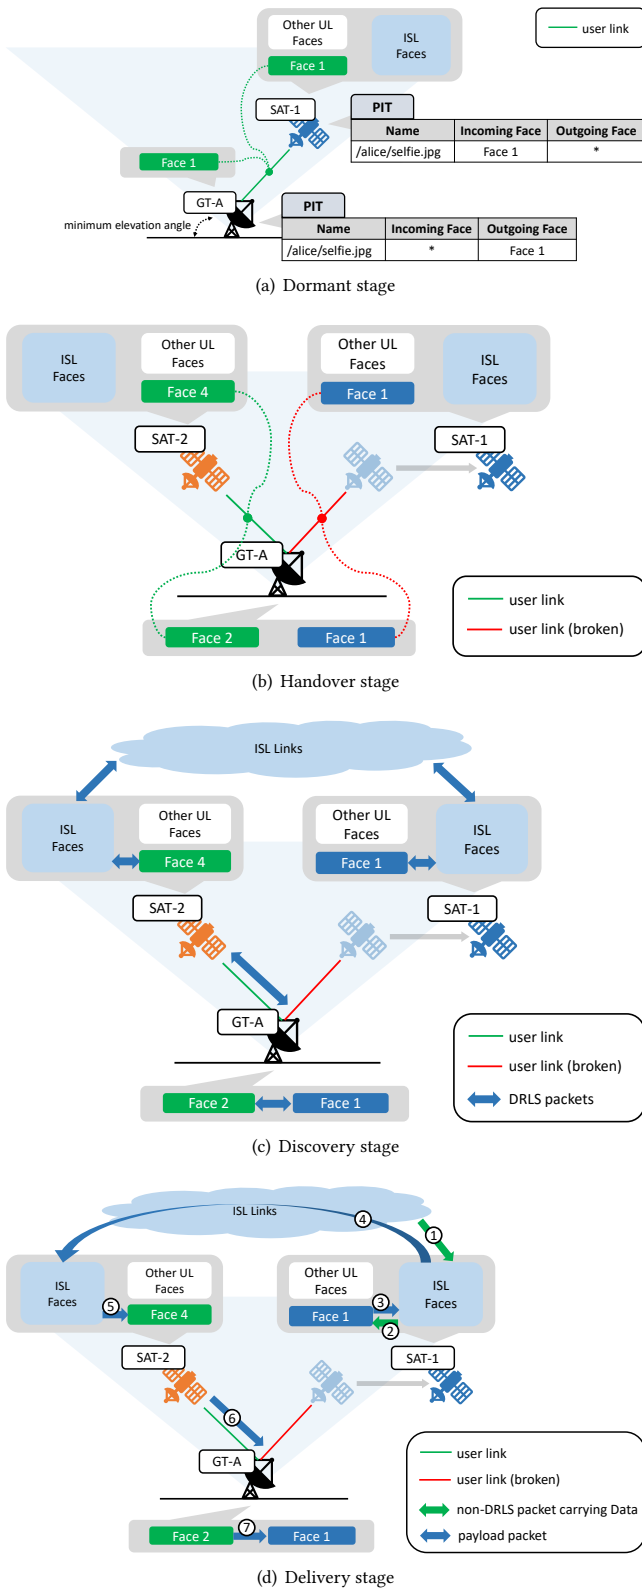 Other UL
Faces
Face 1
ISL
Faces
user link
SAT-1
PIT
Name Incoming Face Outgoing Face
/alice/selfie.jpg Face 1 *
Face 1
GT-A
minimum elevation angle
PIT
Name Incoming Face Outgoing Face
/alice/selfie.jpg * Face 1
(a) Dormant stage
ISL
Faces
Other UL
Faces
Face 4
Other UL
Faces
Face 1
ISL
Faces
SAT-2
SAT-1
GT-A
Face 2
Face 1
user link
user link (broken)
(b) Handover stage
ISL Links
ISL
Faces
Other UL
Faces
Face 4
Other UL
Faces
Face 1
ISL
Faces
SAT-2
SAT-1
GT-A
Face 2
Face 1
user link
user link (broken)
DRLS packets
(c) Discovery stage
ISL Links
4
1
ISL
Faces
Other UL
Faces
5
Face 4
Other UL
Faces
Face 1
3
2
ISL
Faces
SAT-2
SAT-1
6
GT-A
Face 2
7
Face 1
user link
user link (broken)
non-DRLS packet carrying Data
payload packet
(d) Delivery stage